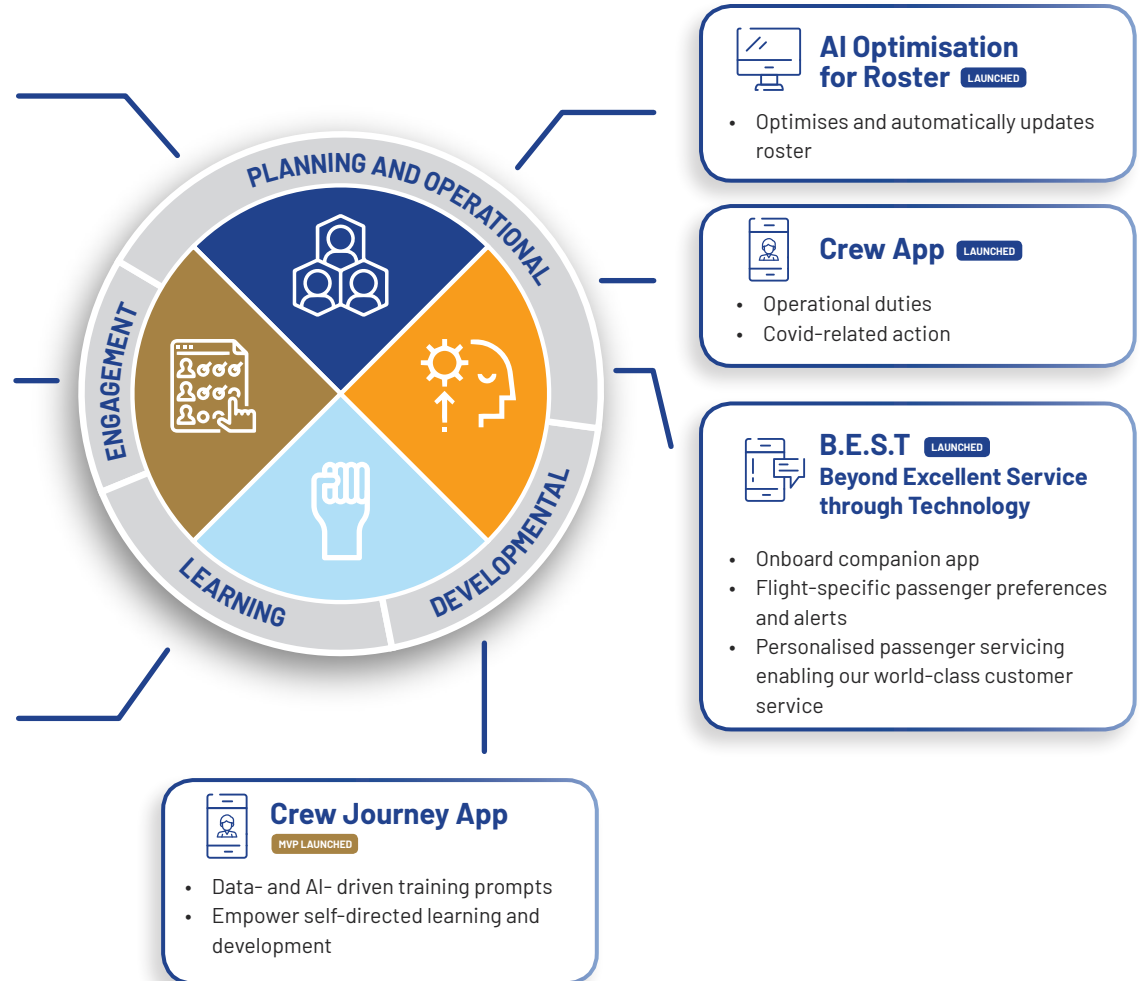 PLANNING AND OPERATIONAL
ENGAGEMENT
LEARNING
DEVELOPMENTAL
AI Optimisation
for Roster LAUNCHED
• Optimises and automatically updates
roster
Crew App LAUNCHED
• Operational duties
• Covid-related action
B.E.S.T LAUNCHED
Beyond Excellent Service
through Technology
• Onboard companion app
• Flight-specific passenger preferences
and alerts
• Personalised passenger servicing
enabling our world-class customer
service
Crew Journey App
MVP LAUNCHED
• Data- and AI- driven training prompts
• Empower self-directed learning and
development